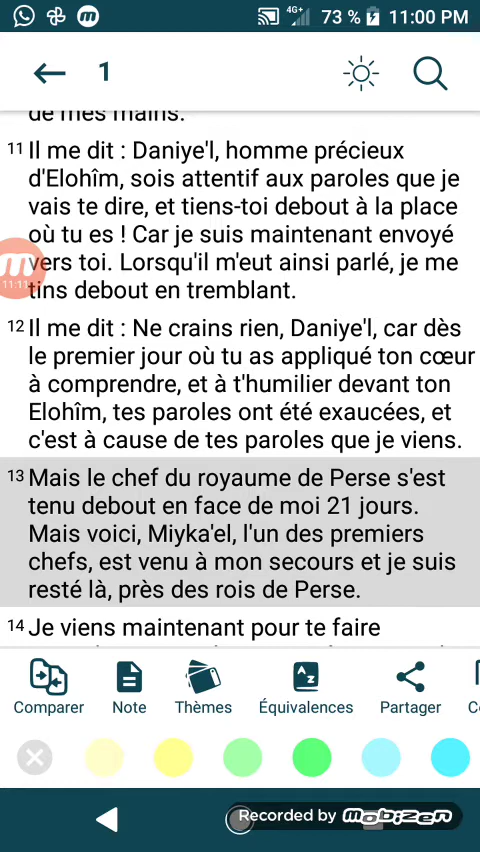 4G+ 73 % 11:00 PM
1
de mes mains.
11 Il me dit : Daniye'l, homme précieux
d'Elohîm, sois attentif aux paroles que je
vais te dire, et tiens-toi debout à la place
où tu es ! Car je suis maintenant envoyé
vers toi. Lorsqu'il m'eut ainsi parlé, je me
11:11
tins debout en tremblant.
12 Il me dit : Ne crains rien, Daniye'l, car dès
le premier jour où tu as appliqué ton cœur
à comprendre, et à t'humilier devant ton
Elohîm, tes paroles ont été exaucées, et
c'est à cause de tes paroles que je viens.
13 Mais le chef du royaume de Perse s'est
tenu debout en face de moi 21 jours.
Mais voici, Miyka'el, l'un des premiers
chefs, est venu à mon secours et je suis
resté là, près des rois de Perse.
14 Je viens maintenant pour te faire
Comparer Note Thèmes Équivalences Partager
Recorded by Mobizen